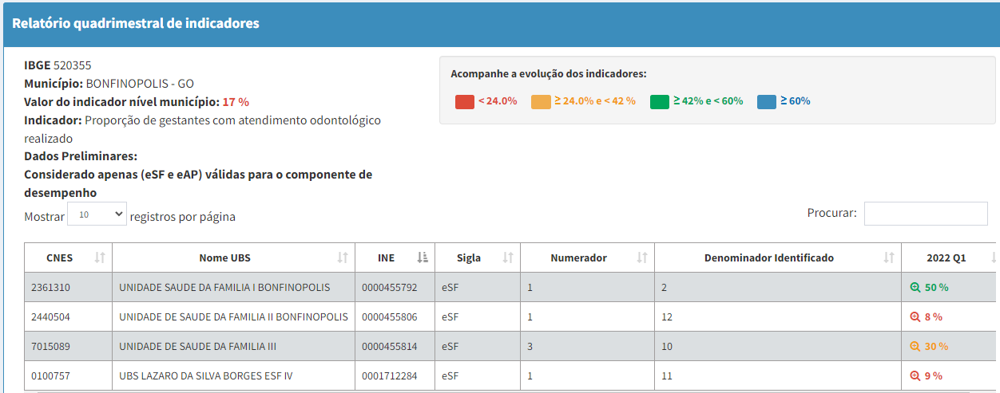 Relatório quadrimestral de indicadores
IBGE 520355
Município: BONFINOPOLIS - GO
Valor do indicador nível município: 17 %
Indicador: Proporção de gestantes com atendimento odontológico
realizado
Dados Preliminares:
Considerado apenas (eSF e eAP) válidas para o componente de
desempenho
Acompanhe a evolução dos indicadores:
< 24.0% ≥ 24.0% e < 42 % ≥ 42% e < 60% ≥ 60%
Mostrar 10 registros por página
Procurar:
CNES Nome UBS INE Sigla Numerador Denominador Identificado 2022 Q1
2361310 UNIDADE SAUDE DA FAMILIA I BONFINOPOLIS 0000455792 eSF 1 2 50 %
2440504 UNIDADE DE SAUDE DA FAMILIA II BONFINOPOLIS 0000455806 eSF 1 12 8 %
7015089 UNIDADE DE SAUDE DA FAMILIA III 0000455814 eSF 3 10 30 %
0100757 UBS LAZARO DA SILVA BORGES ESF IV 0001712284 eSF 1 11 9 %